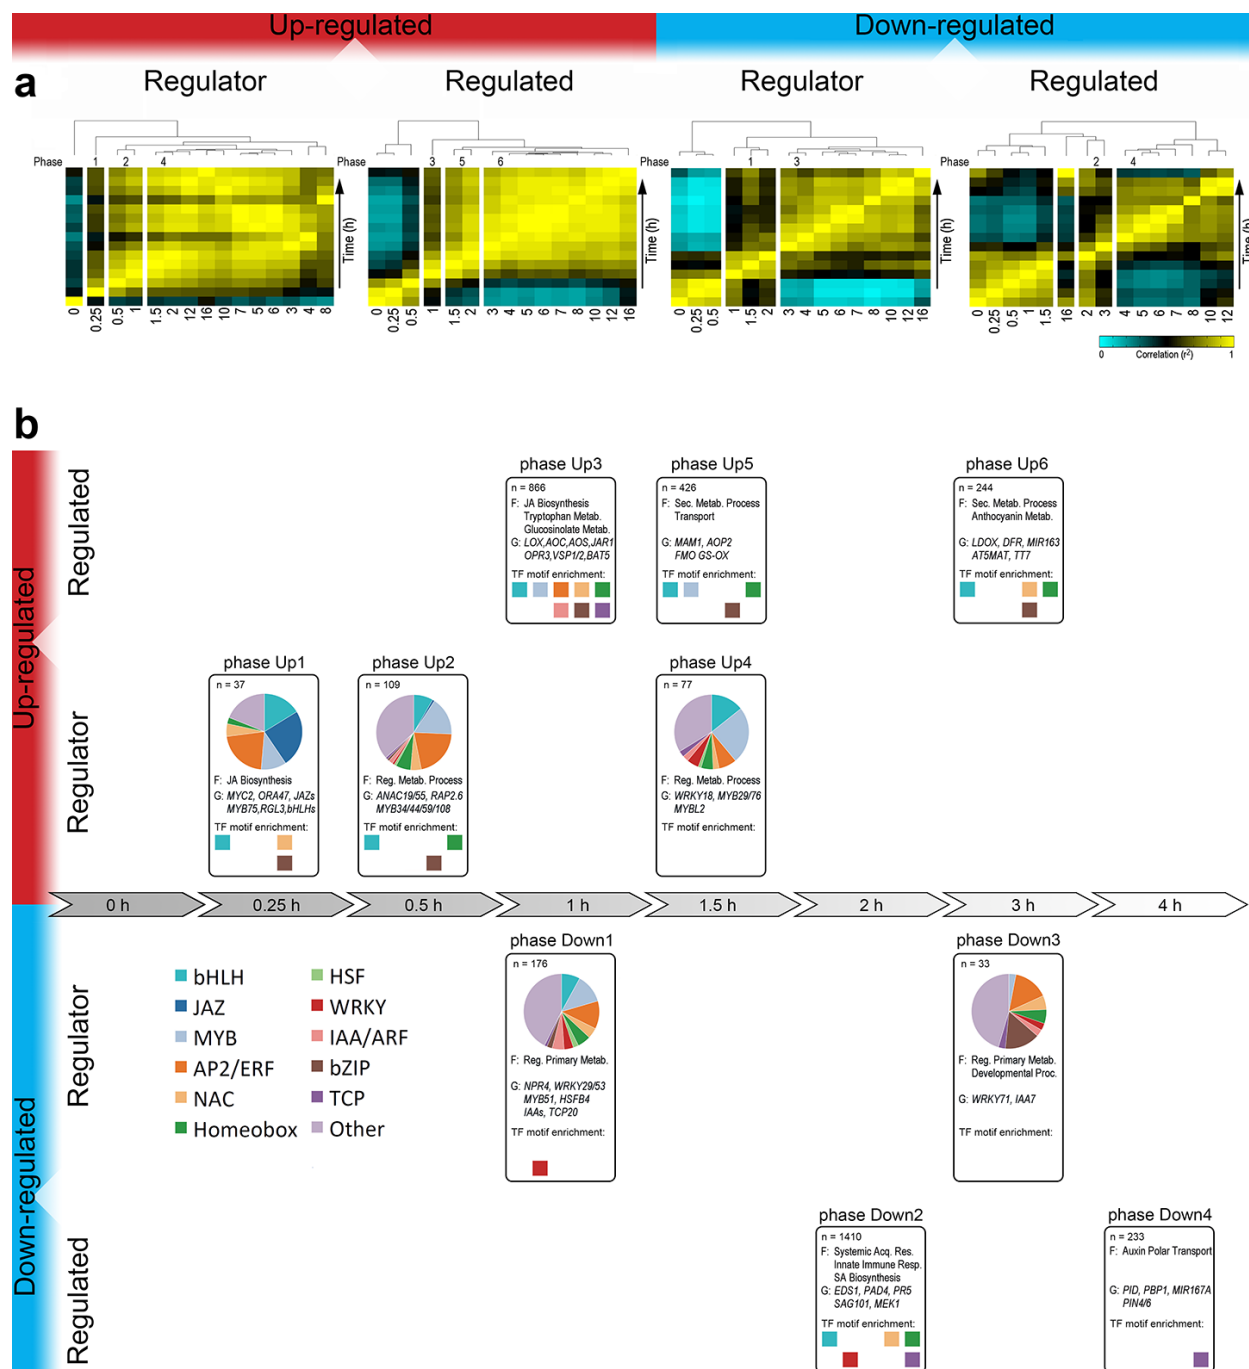 Up-regulated
Down-regulated
a
Regulator
Regulated
Regulator
Regulated
Phase 1 2 4
Phase 3 5 6
Phase 1 3
Phase 2 4
Time (h)
Time (h)
Time (h)
Time (h)
0 0.25 0.5 1 1.5 2 12 16 10 7 5 6 3 4 8
0 0.25 0.5 1 1.5 2 3 4 6 5 7 8 10 12 16
0 0.25 0.5 1 1.5 2 3 4 5 6 7 8 10 12 16
0 0.25 0.5 1 1.5 16 2 3 4 5 6 7 8 10 12
0 Correlation (r2) 1
b
Up-regulated
Regulated
Regulator
phase Up3
n = 866
F: JA Biosynthesis
Tryptophan Metab.
Glucosinolate Metab.
G: LOX,AOC,AOS,JAR1
OPR3,VSP1/2,BAT5
TF motif enrichment:
phase Up5
n = 426
F: Sec. Metab. Process
Transport
G: MAM1, AOP2
FMO GS-OX
TF motif enrichment:
phase Up6
n = 244
F: Sec. Metab. Process
Anthocyanin Metab.
G: LDOX, DFR, MIR163
AT5MAT, TT7
TF motif enrichment:
phase Up1
n = 37
F: JA Biosynthesis
G: MYC2, ORA47, JAZs
MYB75,RGL3,bHLHs
TF motif enrichment:
phase Up2
n = 109
F: Reg. Metab. Process
G: ANAC19/55, RAP2.6
MYB34/44/59/108
TF motif enrichment:
phase Up4
n = 77
F: Reg. Metab. Process
G: WRKY18, MYB29/76
MYBL2
TF motif enrichment:
0 h
0.25 h
0.5 h
1 h
1.5 h
2 h
3 h
4 h
Down-regulated
Regulator
Regulated
bHLH
JAZ
MYB
AP2/ERF
NAC
Homeobox
HSF
WRKY
IAA/ARF
bZIP
TCP
Other
phase Down1
n = 176
F: Reg. Primary Metab.
G: NPR4, WRKY29/53
MYB51, HSFB4
IAAs, TCP20
TF motif enrichment:
phase Down3
n = 33
F: Reg. Primary Metab.
Developmental Proc.
G: WRKY71, IAA7
TF motif enrichment:
phase Down2
n = 1410
F: Systemic Acq. Res.
Innate Immune Resp.
SA Biosynthesis
G: EDS1, PAD4, PR5
SAG101, MEK1
TF motif enrichment:
phase Down4
n = 233
F: Auxin Polar Transport
G: PID, PBP1, MIR167A
PIN4/6
TF motif enrichment: